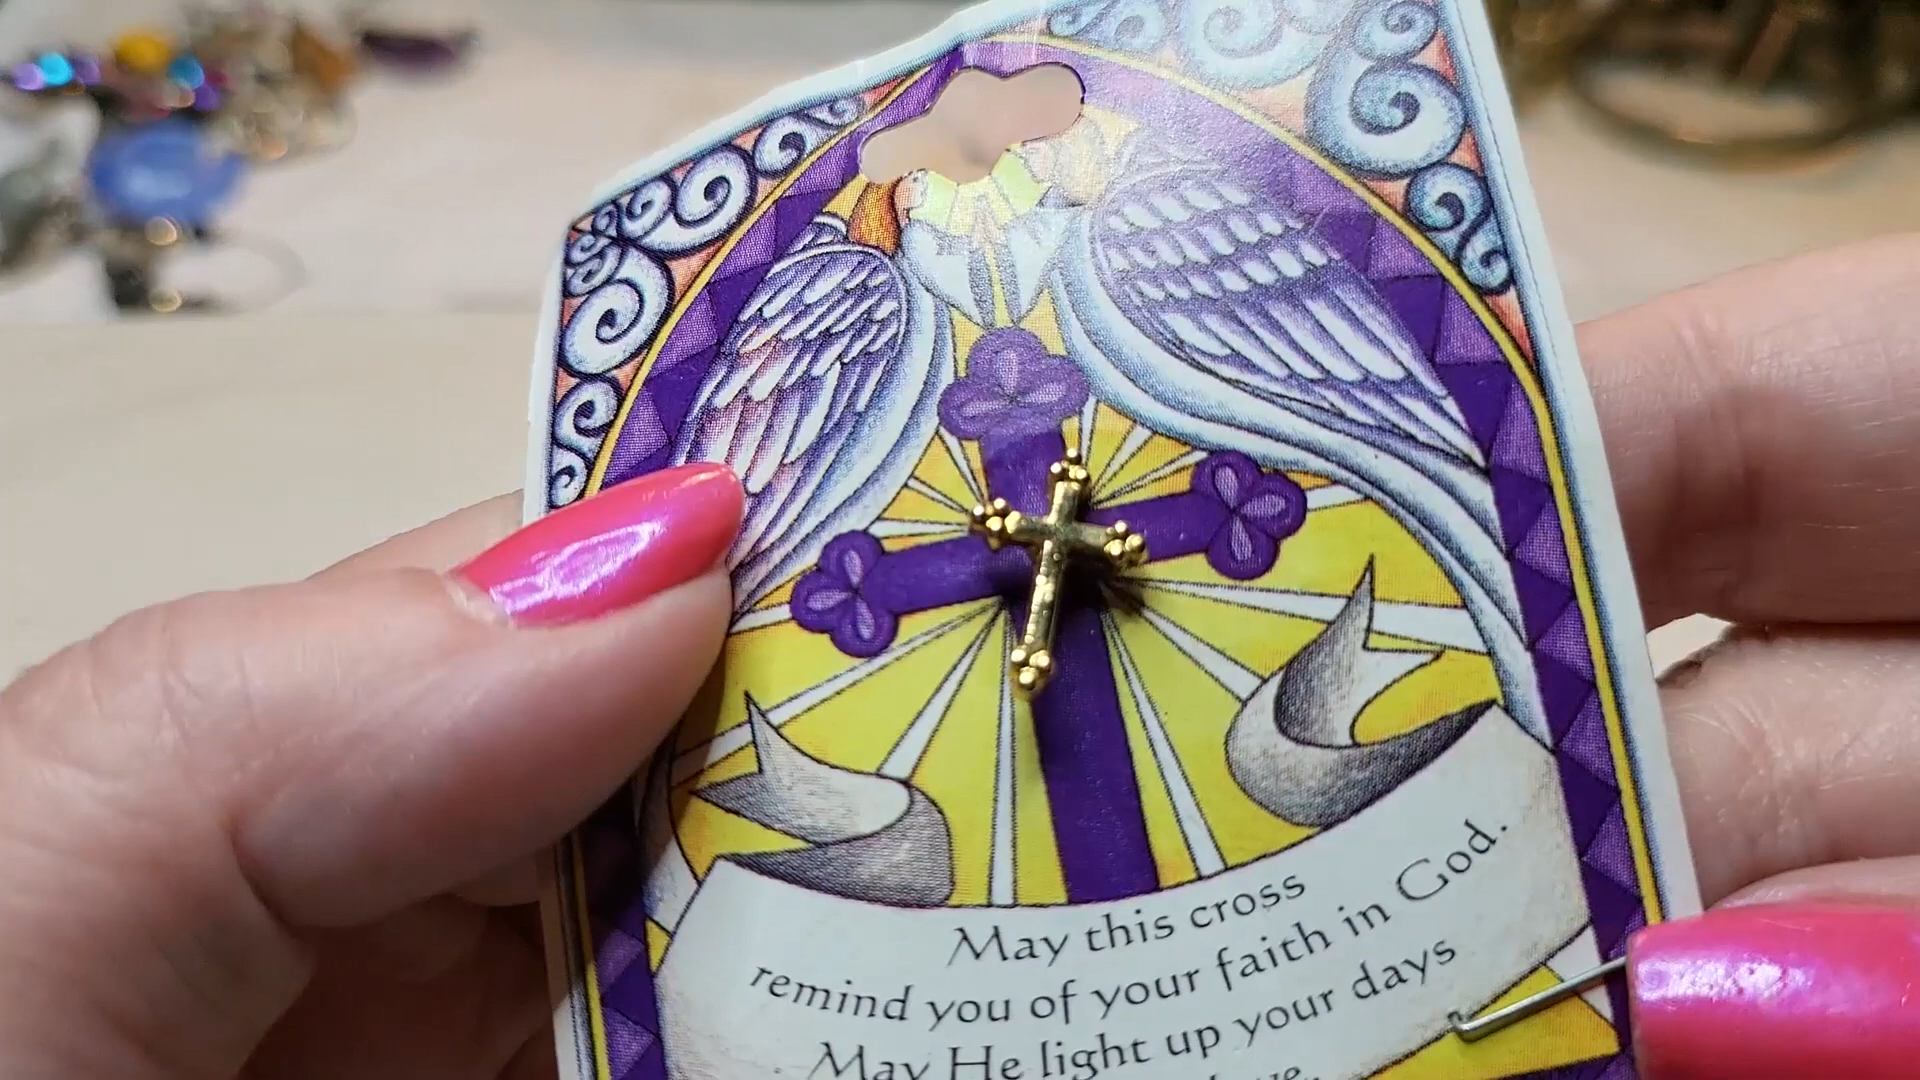 May this cross
remind you of your faith in God.
May He light up your days